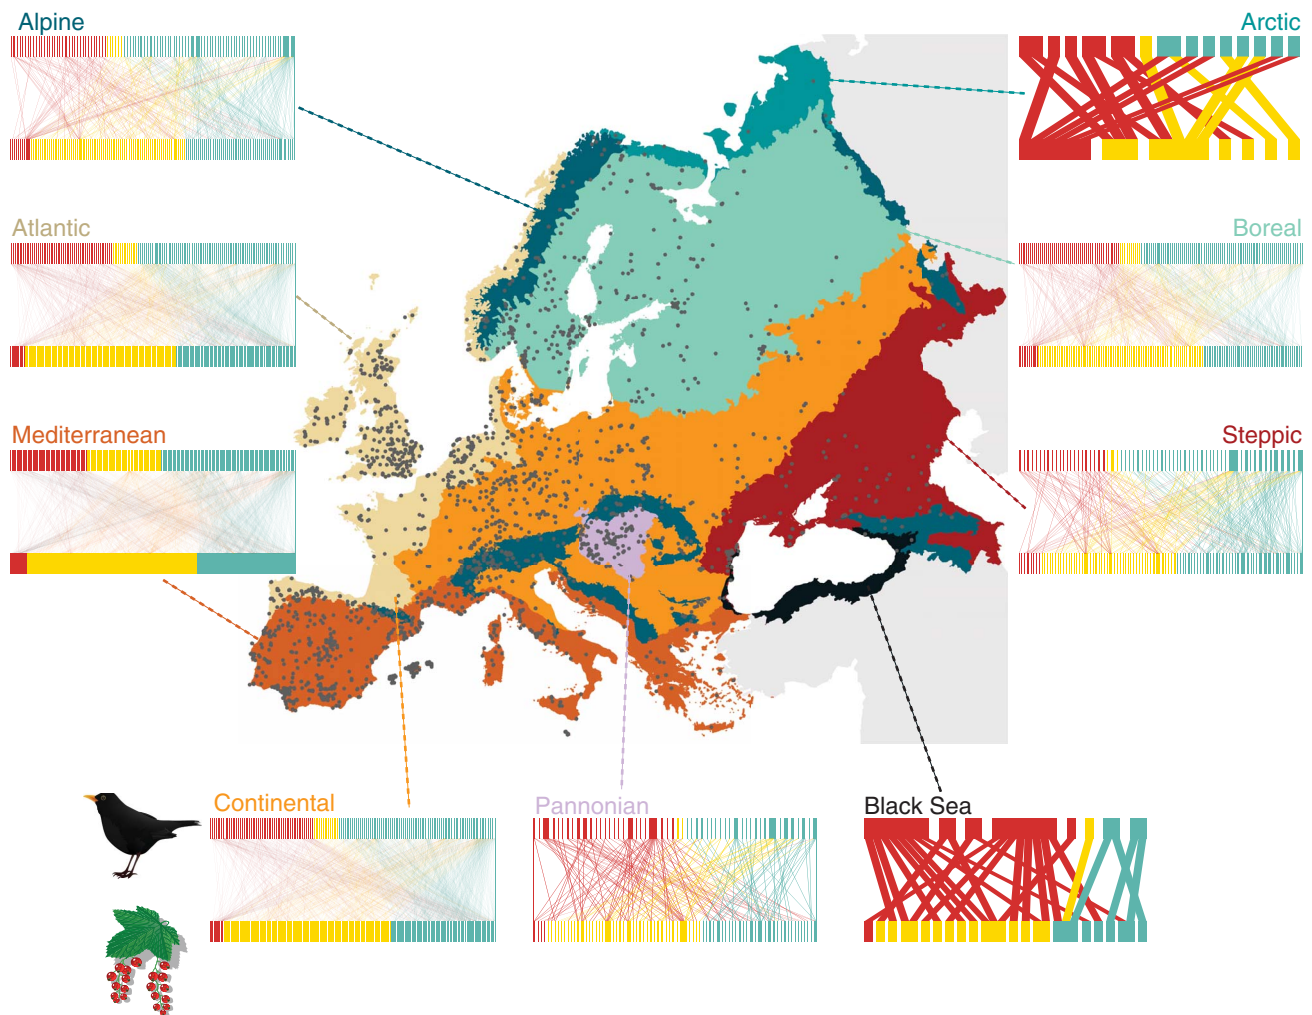 Alpine
Arctic
Atlantic
Boreal
Mediterranean
Steppic
Continental
Pannonian
Black Sea